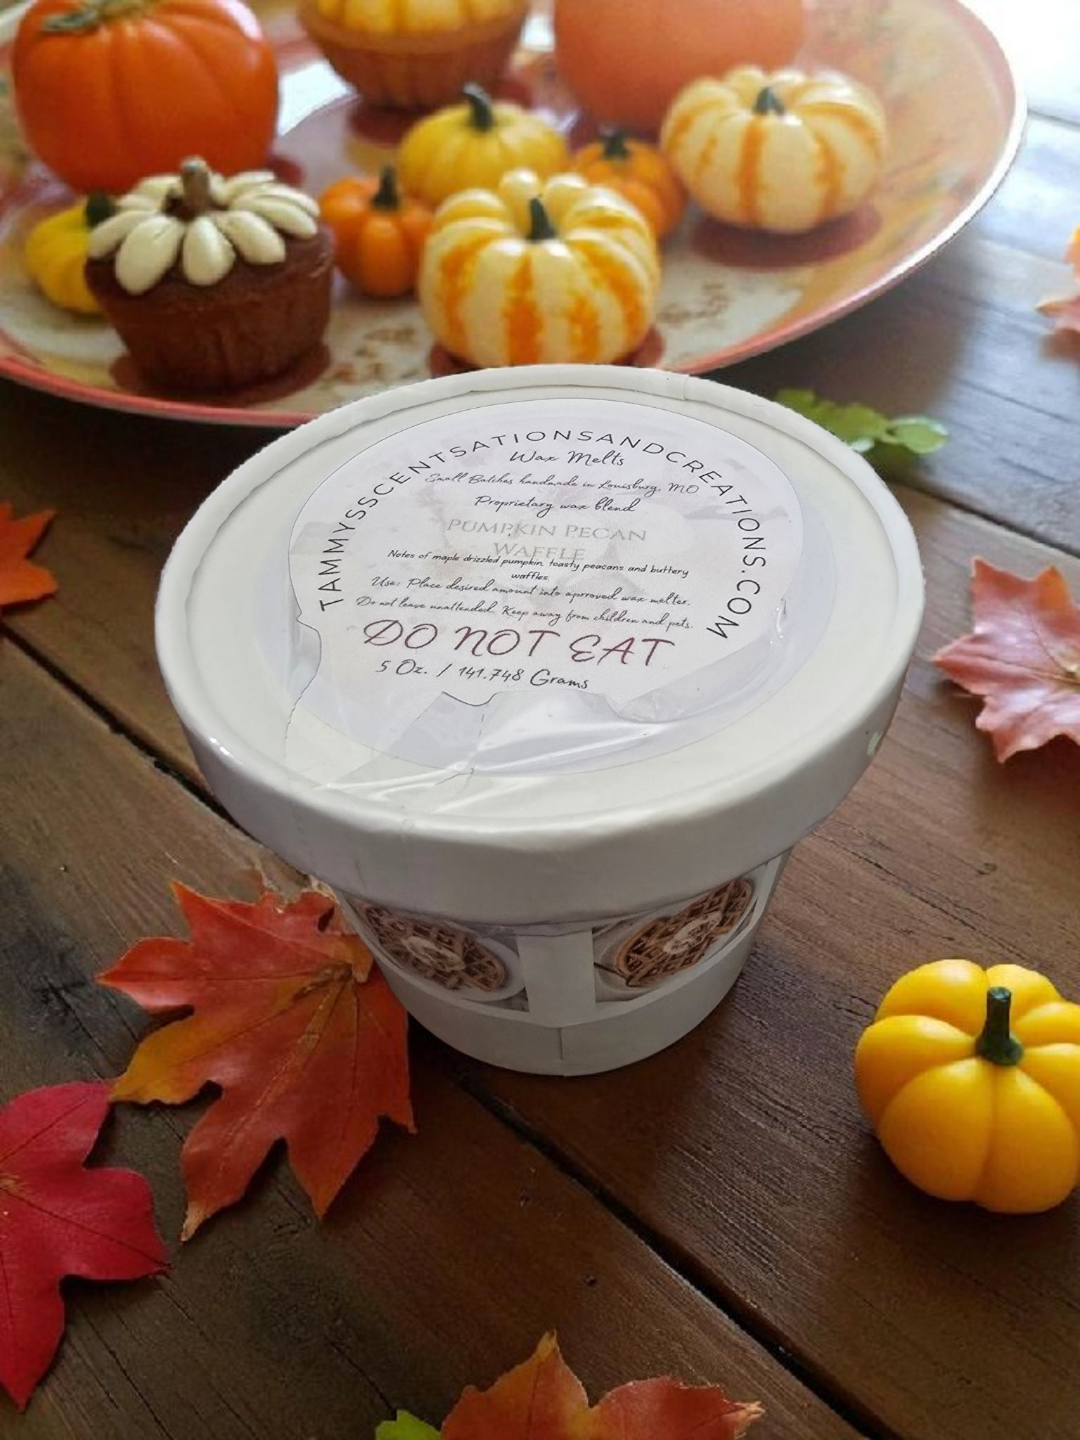 TAMMYSSCENTSATIONSANDCREATIONS.COM
Wax Melts
Small Batches handmade in Louisburg, MO
Proprietary wax blend
PUMPKIN PECAN
WAFFLE
Notes of maple drizzled pumpkin, toasty peacans and buttery
waffles.
Use: Place desired amount into aprroved wax melter.
Do not leave unattended. Keep away from children and pets.
DO NOT EAT
5 Oz. / 141.748 Grams